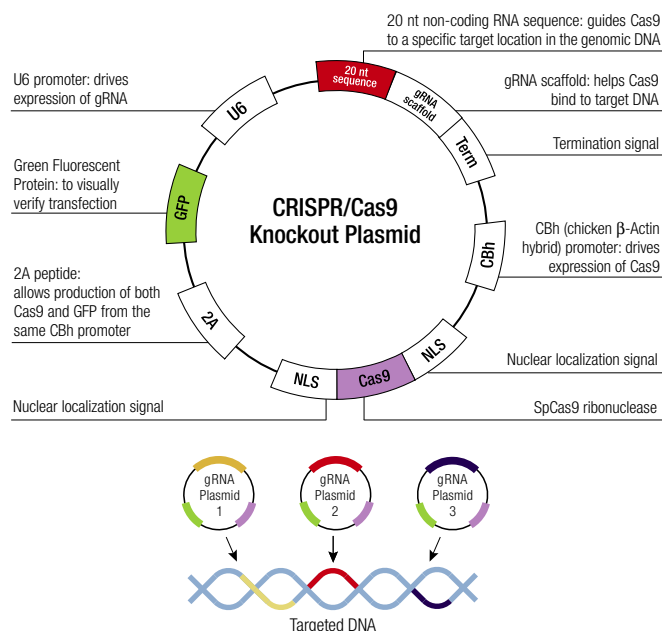 20 nt non-coding RNA sequence: guides Cas9
to a specific target location in the genomic DNA
U6 promoter: drives
expression of gRNA
20 nt
sequence
gRNA
scaffold
gRNA scaffold: helps Cas9
bind to target DNA
U6
Term
Termination signal
Green Fluorescent
Protein: to visually
verify transfection
GFP
CRISPR/Cas9
Knockout Plasmid
CBh
CBh (chicken β-Actin
hybrid) promoter: drives
expression of Cas9
2A peptide:
allows production of both
Cas9 and GFP from the
same CBh promoter
2A
NLS
Cas9
NLS
Nuclear localization signal
Nuclear localization signal
SpCas9 ribonuclease
gRNA
Plasmid
1
gRNA
Plasmid
2
gRNA
Plasmid
3
Targeted DNA